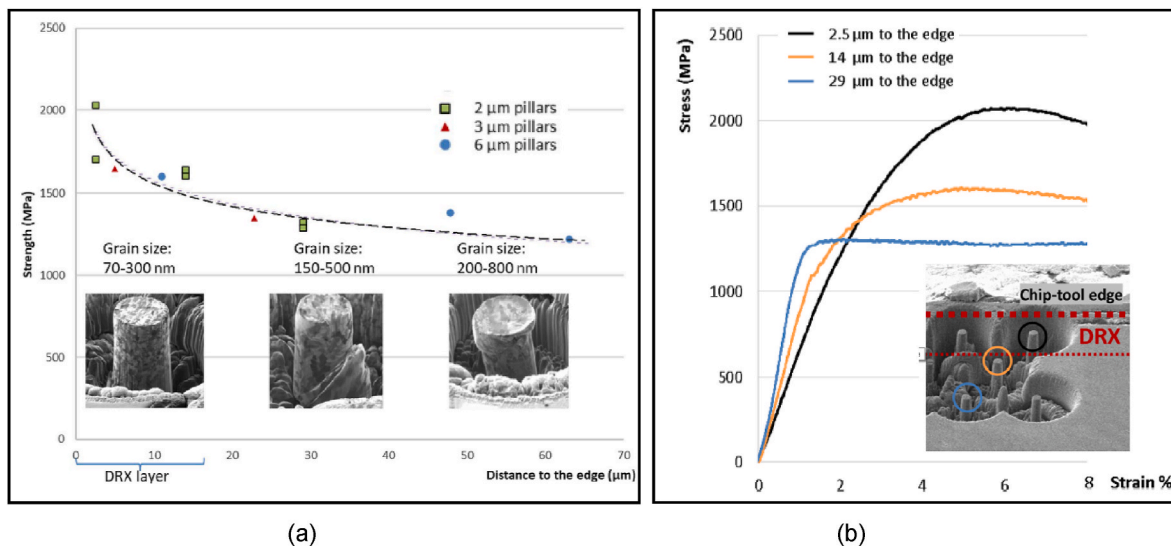 2500
2000
1500
1000
500
0
Strength (MPa)
2 µm pillars
3 µm pillars
6 µm pillars
Grain size:
70-300 nm
Grain size:
150-500 nm
Grain size:
200-800 nm
0 10 20 30 40 50 60 70
DRX layer
Distance to the edge (µm)
(a)
2500
2000
1500
1000
500
0
Stress (MPa)
2.5 µm to the edge
14 µm to the edge
29 µm to the edge
Chip-tool edge
DRX
0 2 4 6 8 Strain %
(b)